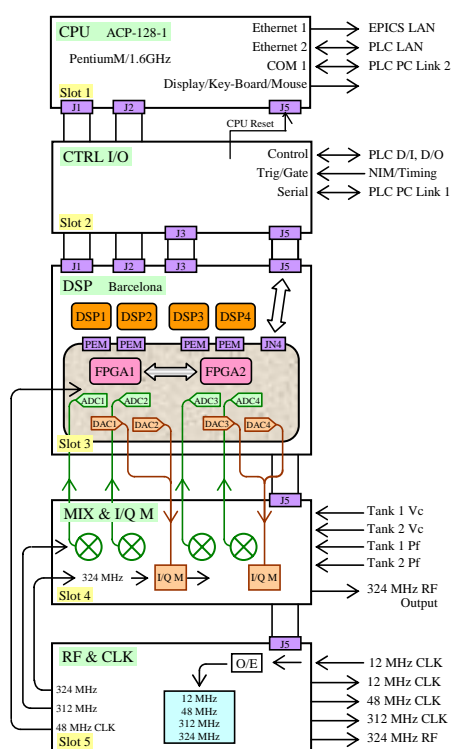 CPU ACP-128-1
Ethernet 1
EPICS LAN
PentiumM/1.6GHz
Ethernet 2
PLC LAN
COM 1
PLC PC Link 2
Display/Key-Board/Mouse
Slot 1
J1
J2
J5
CPU Reset
CTRL I/O
Control
PLC D/I, D/O
Trig/Gate
NIM/Timing
Serial
PLC PC Link 1
Slot 2
J3
J5
J1
J2
J3
J5
DSP Barcelona
DSP1
DSP2
DSP3
DSP4
PEM
PEM
PEM
PEM
JN4
FPGA1
FPGA2
ADC1
ADC2
ADC3
ADC4
DAC1
DAC2
DAC3
DAC4
Slot 3
J5
MIX & I/Q M
Tank 1 Vc
Tank 2 Vc
Tank 1 Pf
Tank 2 Pf
324 MHz
I/Q M
I/Q M
324 MHz RF
Output
Slot 4
J5
RF & CLK
O/E
12 MHz CLK
12 MHz CLK
324 MHz
12 MHz
48 MHz CLK
312 MHz
48 MHz
312 MHz
312 MHz CLK
48 MHz CLK
324 MHz
324 MHz RF
Slot 5